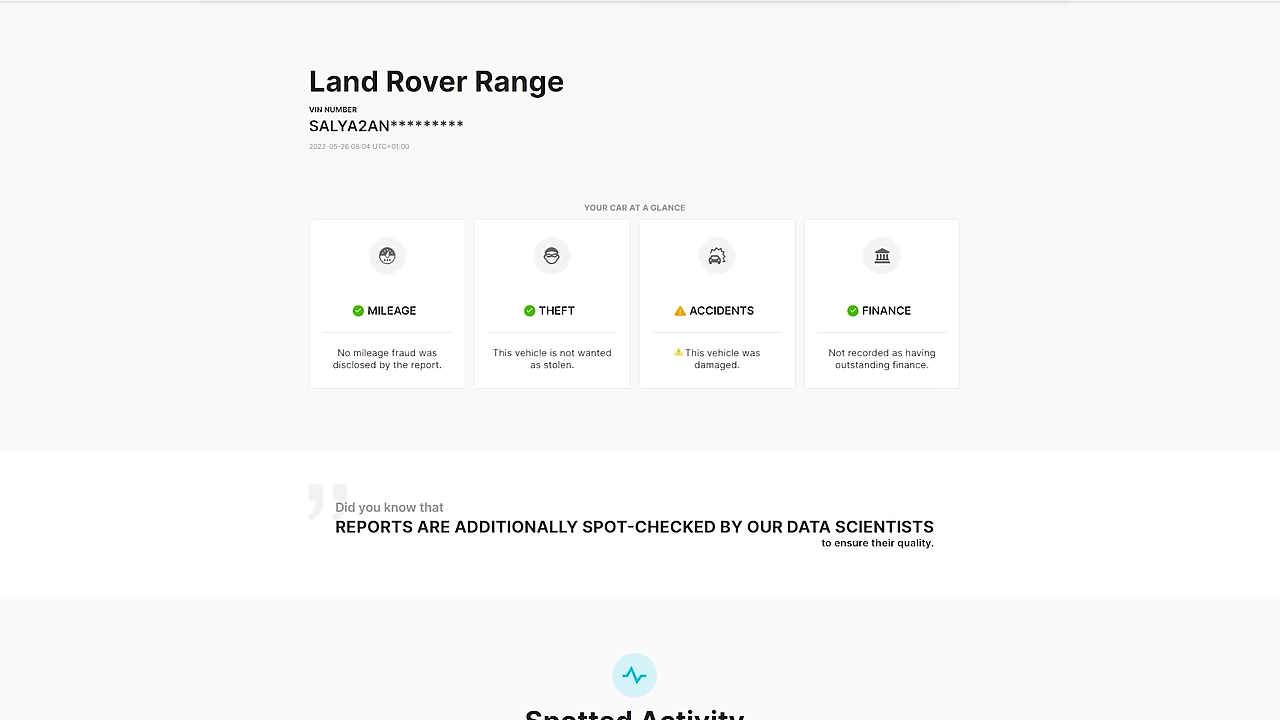 Land Rover Range
VIN NUMBER
SALYA2AN*********
2022-05-26 08:04 UTC+01:00
YOUR CAR AT A GLANCE
MILEAGE
No mileage fraud was
disclosed by the report.
THEFT
This vehicle is not wanted
as stolen.
ACCIDENTS
This vehicle was
damaged.
FINANCE
Not recorded as having
outstanding finance.
Did you know that
REPORTS ARE ADDITIONALLY SPOT-CHECKED BY OUR DATA SCIENTISTS
to ensure their quality.
Spotted Activity